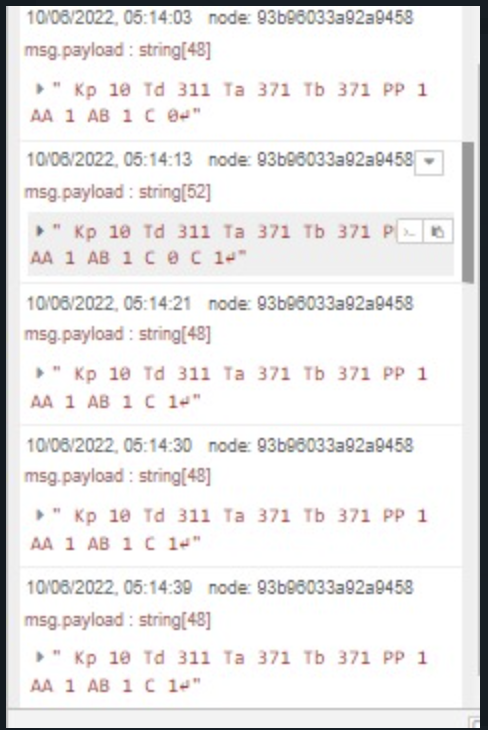 10/06/2022, 05:14:03 node: 93b96033a92a9458
msg.payload : string[48]
" Kp 10 Td 311 Ta 371 Tb 371 PP 1
AA 1 AB 1 C 0↵"
10/06/2022, 05:14:13 node: 93b96033a92a9458
msg.payload : string[52]
" Kp 10 Td 311 Ta 371 Tb 371 P
AA 1 AB 1 C 0 C 1↵"
10/06/2022, 05:14:21 node: 93b96033a92a9458
msg.payload : string[48]
" Kp 10 Td 311 Ta 371 Tb 371 PP 1
AA 1 AB 1 C 1↵"
10/06/2022, 05:14:30 node: 93b96033a92a9458
msg.payload : string[48]
" Kp 10 Td 311 Ta 371 Tb 371 PP 1
AA 1 AB 1 C 1↵"
10/06/2022, 05:14:39 node: 93b96033a92a9458
msg.payload : string[48]
" Kp 10 Td 311 Ta 371 Tb 371 PP 1
AA 1 AB 1 C 1↵"